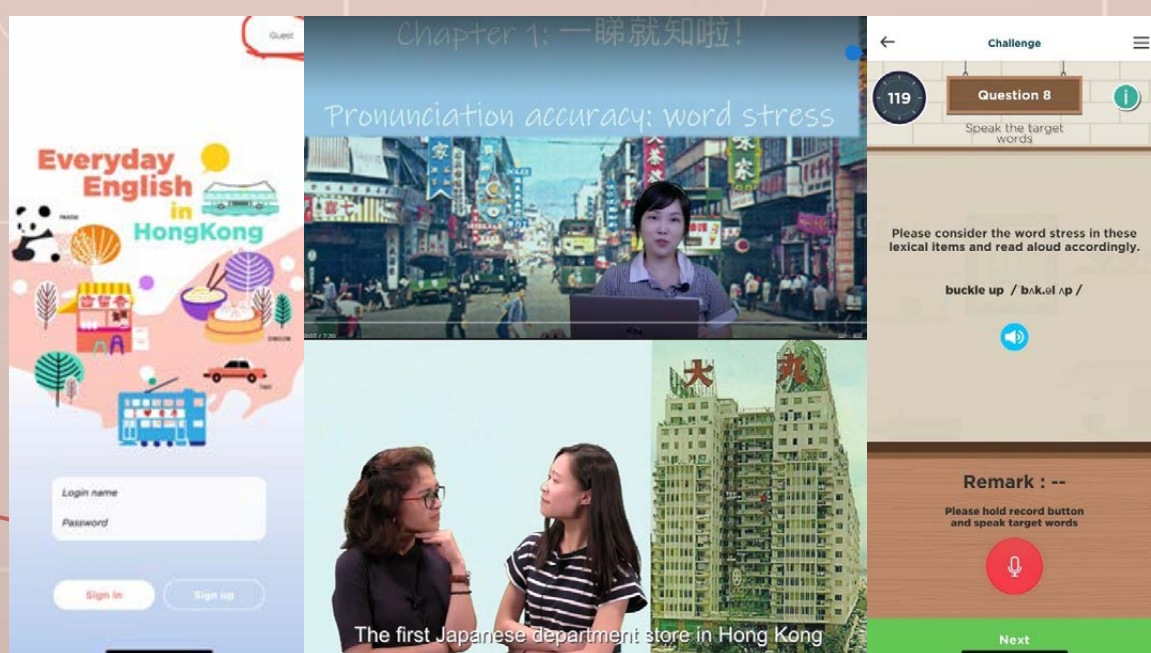 Guest
Everyday
English
in
HongKong
Login name
Password
Sign in
Sign up
Chapter 1: 一睇就知啦!
Pronunciation accuracy: word stress
大丸
The first Japanese department store in Hong Kong
Challenge
119
Question 8
i
Speak the target
words
Please consider the word stress in these
lexical items and read aloud accordingly.
buckle up / bʌk.əl ʌp /
Remark : --
Please hold record button
and speak target words
Next